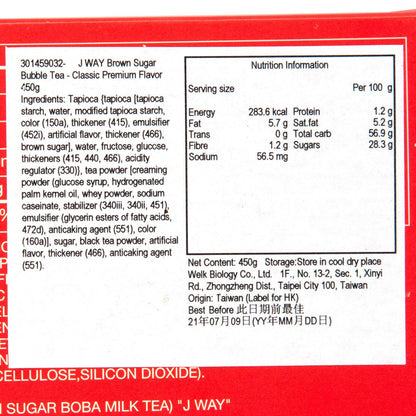 301459032-    J WAY Brown Sugar
Bubble Tea - Classic Premium Flavor
450g
Ingredients: Tapioca {tapioca [tapioca
starch, water, modified tapioca starch,
color (150a), thickener (415), emulsifier
(452i), artificial flavor, thickener (466),
brown sugar], water, fructose, glucose,
thickeners (415, 440, 466), acidity
regulator (330)}, tea powder [creaming
powder (glucose syrup, hydrogenated
palm kernel oil, whey powder, sodium
caseinate, stabilizer (340iii, 340ii, 451),
emulsifier (glycerin esters of fatty acids,
472d), anticaking agent (551), color
(160a)], sugar, black tea powder, artificial
flavor, thickener (466), anticaking agent
(551).
Nutrition Information
Serving size Per 100 g
Energy 283.6 kcal Protein 1.2 g
Fat 5.7 g Sat.fat 5.2 g
Trans 0 g Total carb 56.9 g
Fibre 1.2 g Sugars 28.3 g
Sodium 56.5 mg
Net Content: 450g Storage:Store in cool dry place
Welk Biology Co., Ltd. 1F., No. 13-2, Sec. 1, Xinyi
Rd., Zhongzheng Dist., Taipei City 100, Taiwan
Origin: Taiwan (Label for HK)
Best Before 此日期前最佳
21年07月09日(YY年MM月DD日)
CELLULOSE,SILICON DIOXIDE).
SUGAR BOBA MILK TEA) "J WAY"